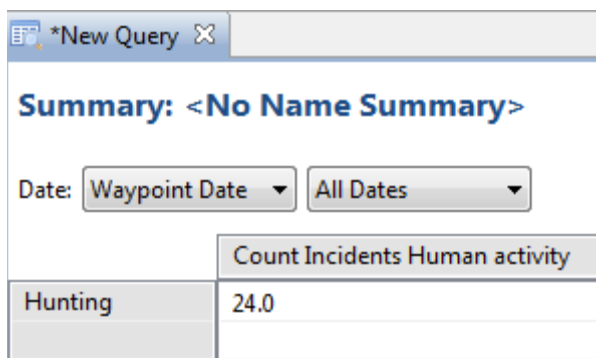 *New Query
Summary: <No Name Summary>
Date: Waypoint Date All Dates
Count Incidents Human activity
Hunting 24.0